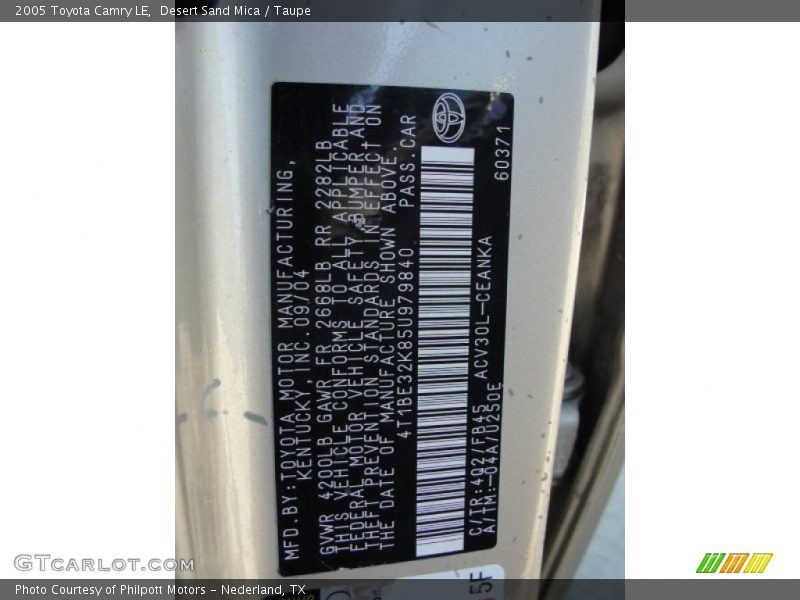 2005 Toyota Camry LE, Desert Sand Mica / Taupe
MFD.BY:TOYOTA MOTOR MANUFACTURING,
KENTUCKY, INC. 09/04
GVWR 4200LB GAWR FR 2668LB RR 2282LB
THIS VEHICLE CONFORMS TO ALL APPLICABLE
FEDERAL MOTOR VEHICLE SAFETY, BUMPER AND
THEFT PREVENTION STANDARDS IN EFFECT ON
THE DATE OF MANUFACTURE SHOWN ABOVE.
4T1BE32K85U979840 PASS.CAR
C/TR:4Q2/FB45 ACV30L-CEANKA 60371
A/TM:-04A/U250E
5F
GTCarLot.com
Photo Courtesy of Philpott Motors - Nederland, TX